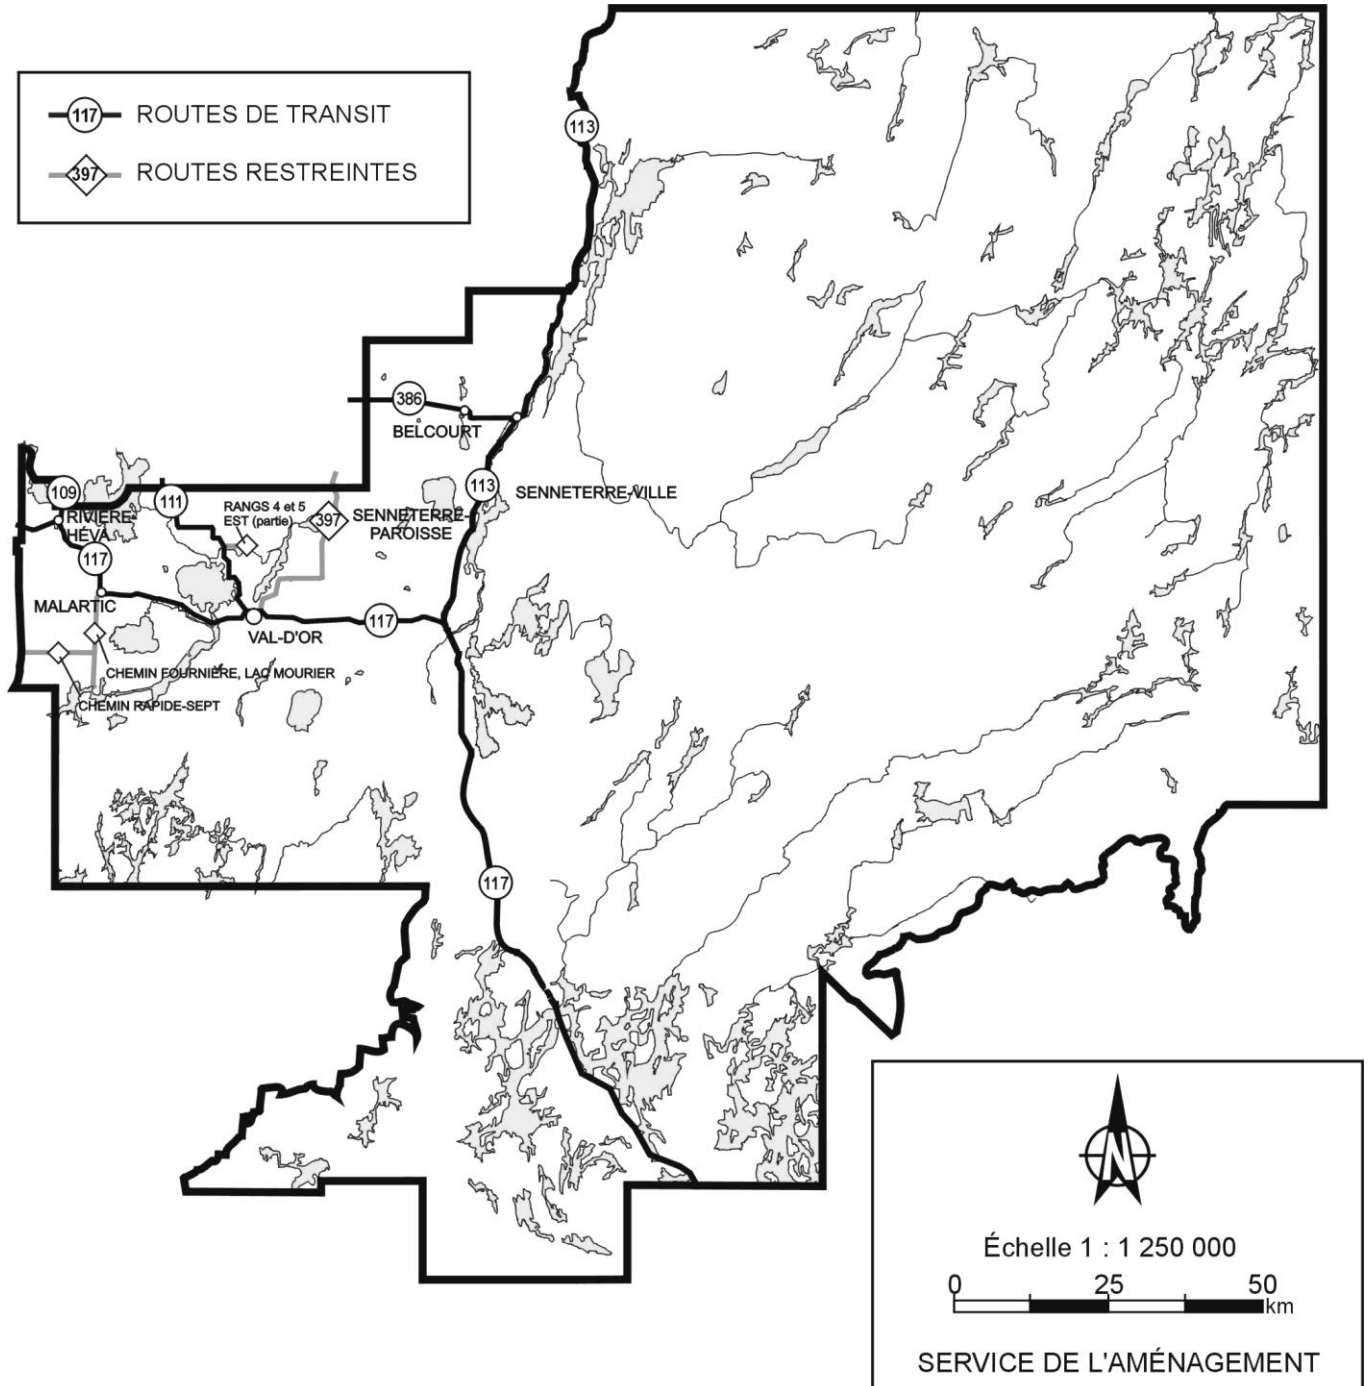 117 ROUTES DE TRANSIT
397 ROUTES RESTREINTES
113
386
BELCOURT
109
111
113
SENNETERRE-VILLE
RANGS 4 et 5
EST (partie)
397
SENNETERRE-
PAROISSE
RIVIÈRE-
HÉVA
117
MALARTIC
VAL-D'OR
117
CHEMIN FOURNIÈRE, LAC MOURIER
CHEMIN RAPIDE-SEPT
117
N
Échelle 1 : 1 250 000
0 25 50
km
SERVICE DE L'AMÉNAGEMENT